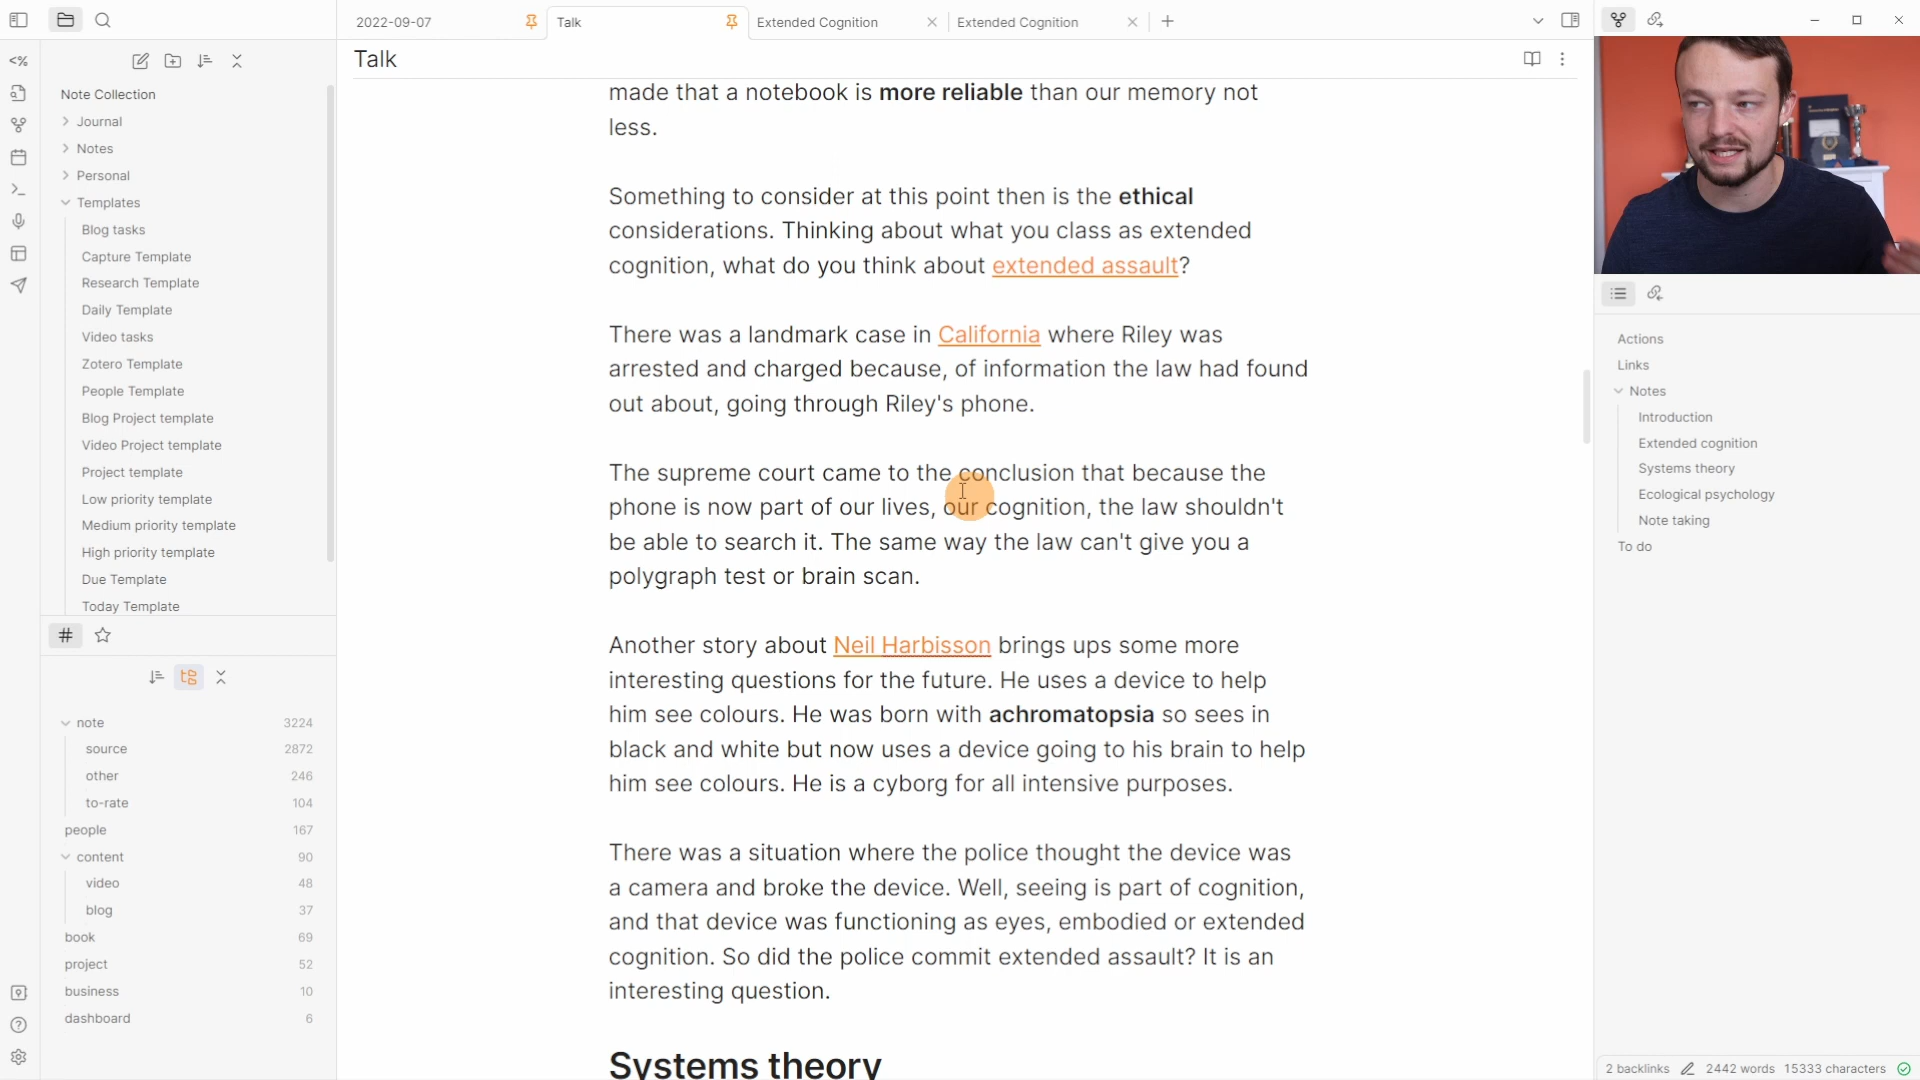 2022-09-07
Talk
Extended Cognition
Extended Cognition
Talk
Note Collection
Journal
Notes
Personal
Templates
Blog tasks
Capture Template
Research Template
Daily Template
Video tasks
Zotero Template
People Template
Blog Project template
Video Project template
Project template
Low priority template
Medium priority template
High priority template
Due Template
Today Template
note 3224
source 2872
other 246
to-rate 104
people 167
content 90
video 48
blog 37
book 69
project 52
business 10
dashboard 6
made that a notebook is more reliable than our memory not
less.
Something to consider at this point then is the ethical
considerations. Thinking about what you class as extended
cognition, what do you think about extended assault?
There was a landmark case in California where Riley was
arrested and charged because, of information the law had found
out about, going through Riley's phone.
The supreme court came to the conclusion that because the
phone is now part of our lives, our cognition, the law shouldn't
be able to search it. The same way the law can't give you a
polygraph test or brain scan.
Another story about Neil Harbisson brings ups some more
interesting questions for the future. He uses a device to help
him see colours. He was born with achromatopsia so sees in
black and white but now uses a device going to his brain to help
him see colours. He is a cyborg for all intensive purposes.
There was a situation where the police thought the device was
a camera and broke the device. Well, seeing is part of cognition,
and that device was functioning as eyes, embodied or extended
cognition. So did the police commit extended assault? It is an
interesting question.
Systems theory
Actions
Links
Notes
Introduction
Extended cognition
Systems theory
Ecological psychology
Note taking
To do
2 backlinks 2442 words 15333 characters